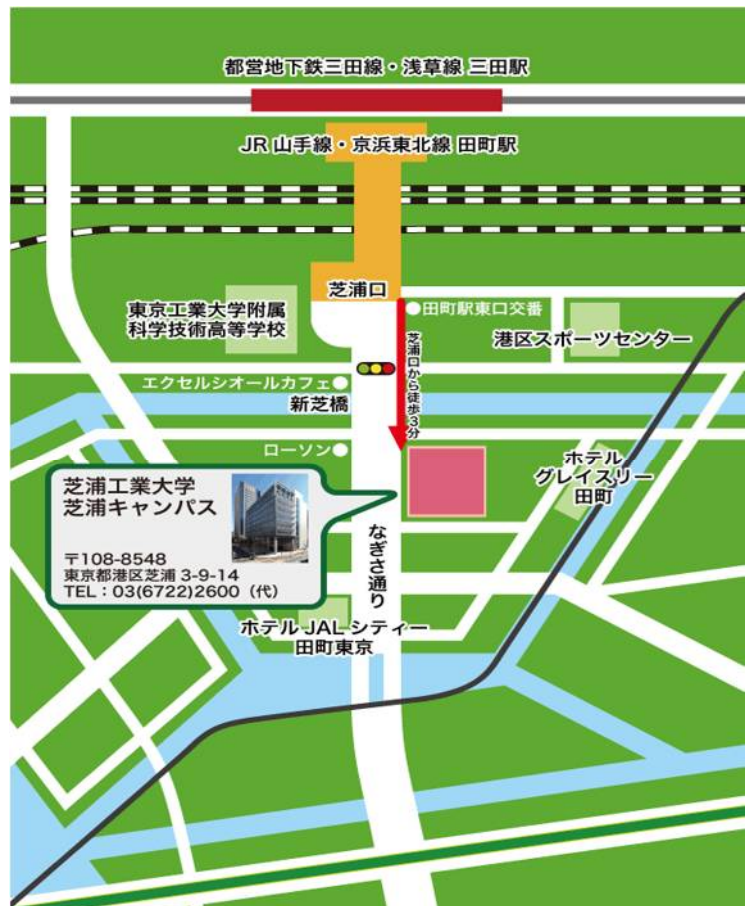 都営地下鉄三田線・浅草線 三田駅
JR 山手線・京浜東北線 田町駅
芝浦口
田町駅東口交番
東京工業大学附属
科学技術高等学校
港区スポーツセンター
芝浦口から徒歩3分
エクセルシオールカフェ
新芝橋
ローソン
ホテル
グレイスリー
田町
芝浦工業大学
芝浦キャンパス
〒108-8548
東京都港区芝浦 3-9-14
TEL：03(6722)2600（代）
なぎさ通り
ホテル JAL シティー
田町東京